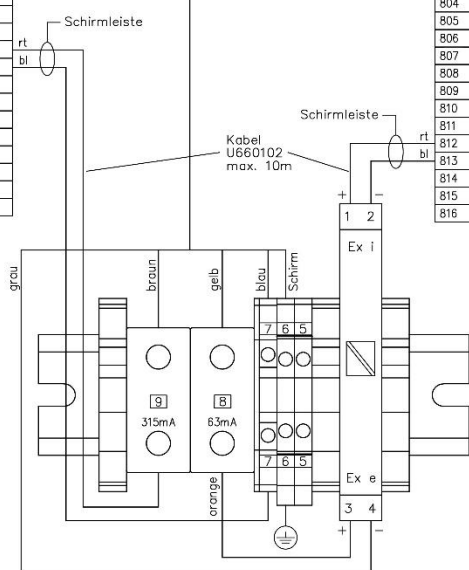 804
805
806
807
808
809
810
811
812
813
814
815
816
Schirmleiste
rt
bl
Schirmleiste
rt
bl
Kabel
U660102
max. 10m
+ −
1 2
Ex i
grau
braun
gelb
blau
Schirm
7 6 5
9
8
315mA
63mA
7 6 5
Ex e
orange
3 4
+ −